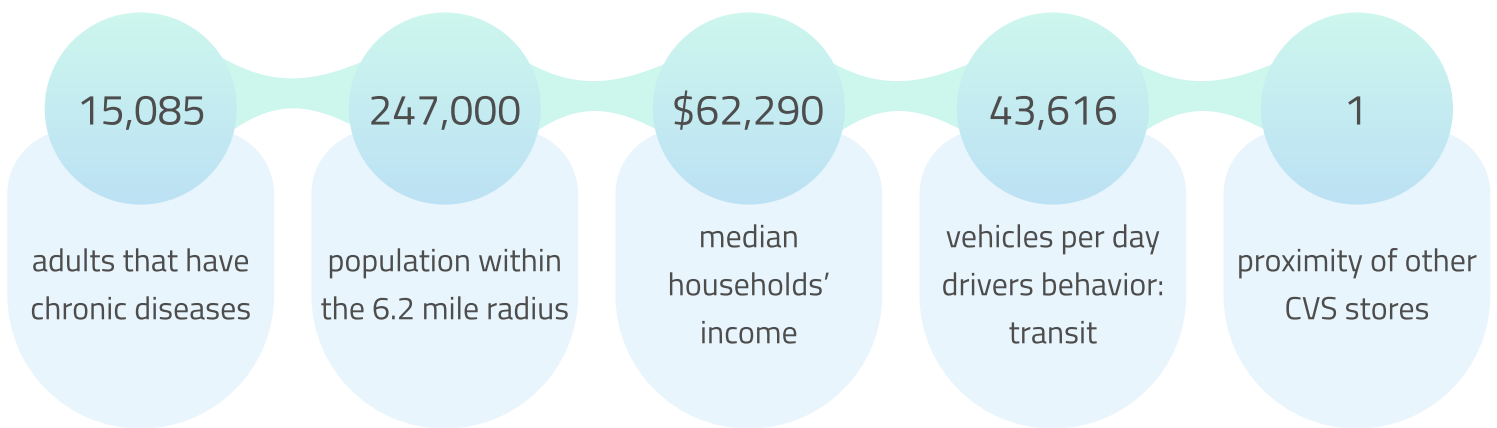 15,085
adults that have
chronic diseases
247,000
population within
the 6.2 mile radius
$62,290
median
households’
income
43,616
vehicles per day
drivers behavior:
transit
1
proximity of other
CVS stores